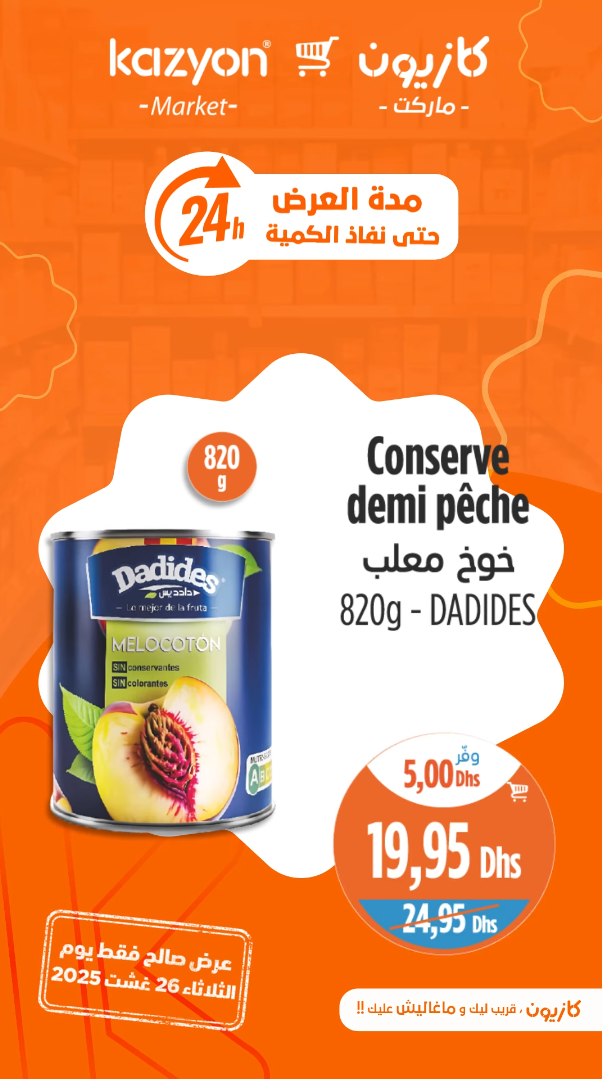 kazyon® كازيون
-Market- - ماركت -
24h
مدة العرض
حتى نفاذ الكمية
820
g
Conserve
demi pêche
خوخ معلب
820g - DADIDES
Dadides®
داديس
Lo mejor de la fruta
MELOCOTÓN
SIN conservantes
SIN colorantes
A B
وفّر
5,00 Dhs
19,95 Dhs
24,95 Dhs
عرض صالح فقط يوم
الثلاثاء 26 غشت 2025
كازيون ، قريب ليك و ماغاليش عليك !!